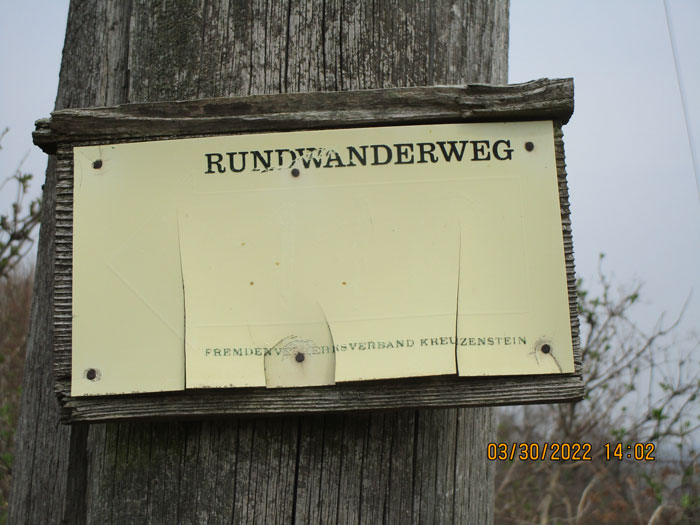 RUNDWANDERWEG
FREMDENVERKEHRSVERBAND KREUZENSTEIN
03/30/2022 14:02